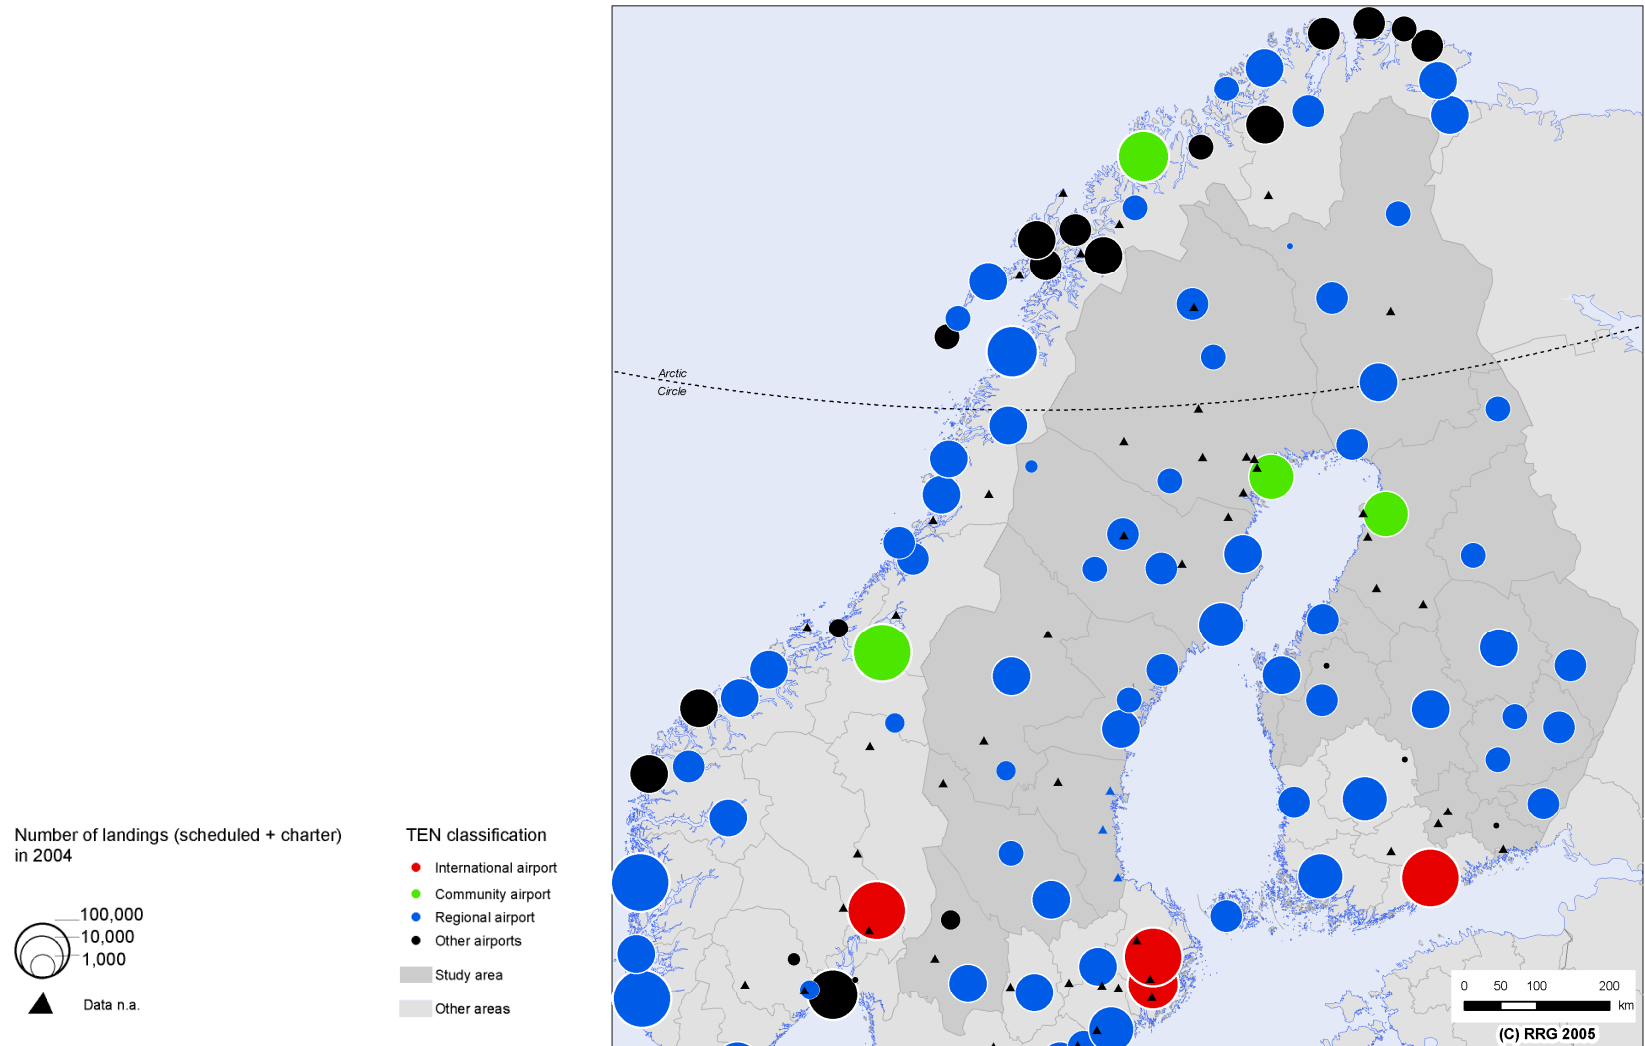 Arctic
Circle
Number of landings (scheduled + charter)
in 2004
100,000
10,000
1,000
Data n.a.
TEN classification
International airport
Community airport
Regional airport
Other airports
Study area
Other areas
0 50 100 200
km
(C) RRG 2005